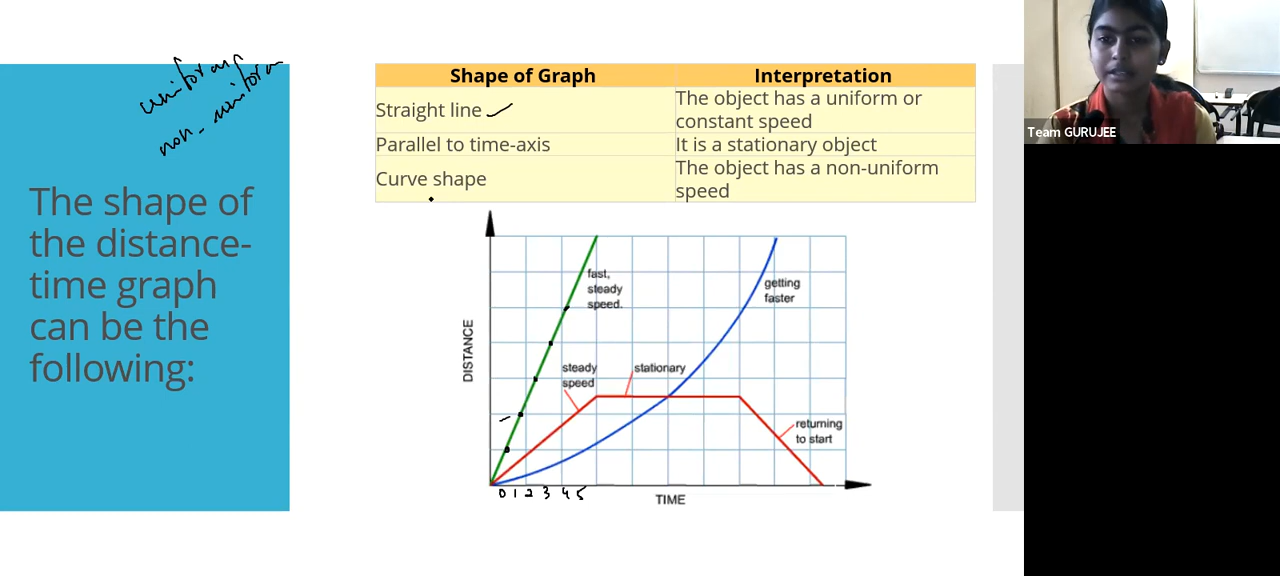 uniform
non-uniform
The shape of
the distance-
time graph
can be the
following:
Shape of Graph Interpretation
Straight line The object has a uniform or
constant speed
Parallel to time-axis It is a stationary object
Curve shape The object has a non-uniform
speed
fast,
steady
speed.
getting
faster
DISTANCE
steady
speed
stationary
returning
to start
0 1 2 3 4 5
TIME
Team GURUJEE